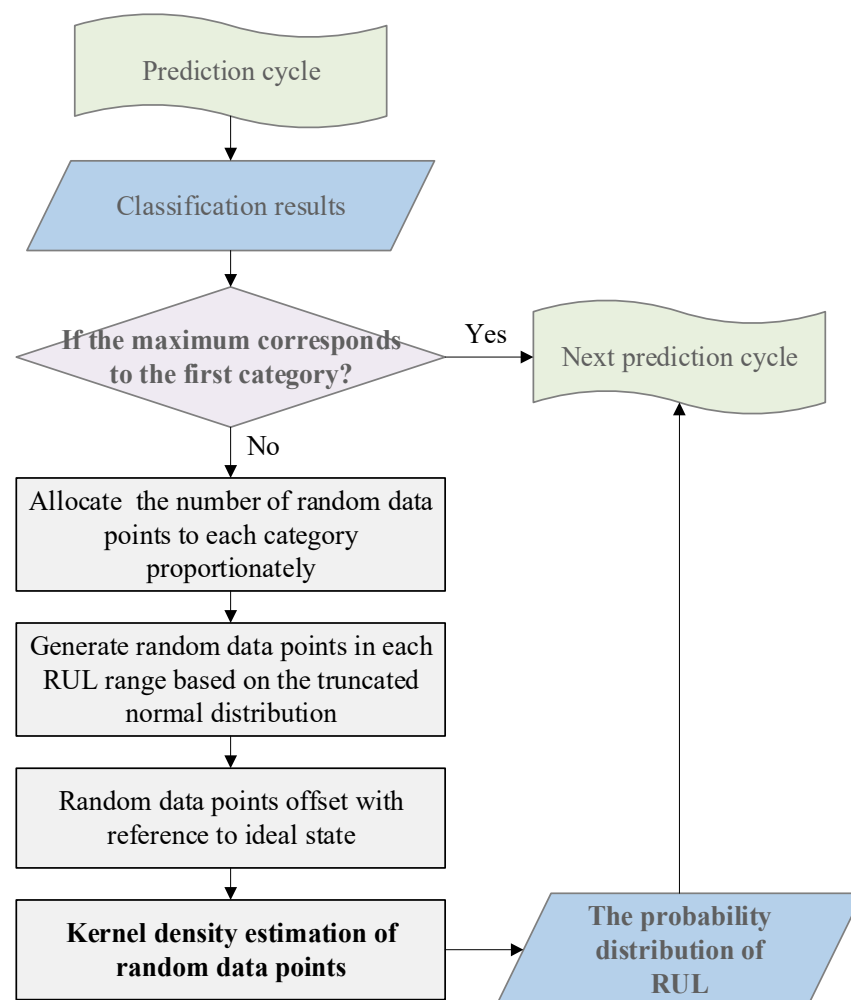 Prediction cycle
Classification results
If the maximum corresponds
to the first category?
Yes
Next prediction cycle
No
Allocate  the number of random data
points to each category
proportionately
Generate random data points in each
RUL range based on the truncated
normal distribution
Random data points offset with
reference to ideal state
Kernel density estimation of
random data points
The probability
distribution of
RUL